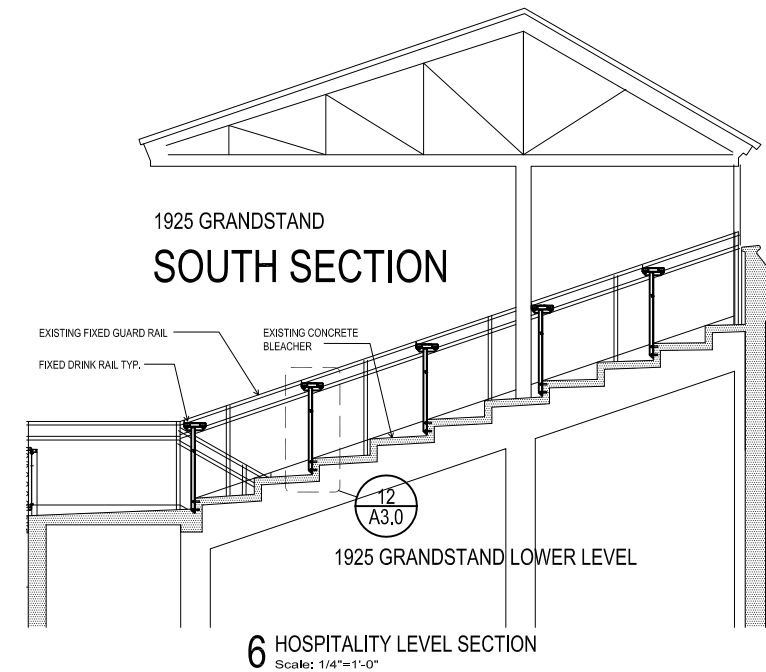 1925 GRANDSTAND
SOUTH SECTION
EXISTING FIXED GUARD RAIL
EXISTING CONCRETE
BLEACHER
FIXED DRINK RAIL TYP.
12
A3.0
1925 GRANDSTAND LOWER LEVEL
6 HOSPITALITY LEVEL SECTION
Scale: 1/4"=1'-0"